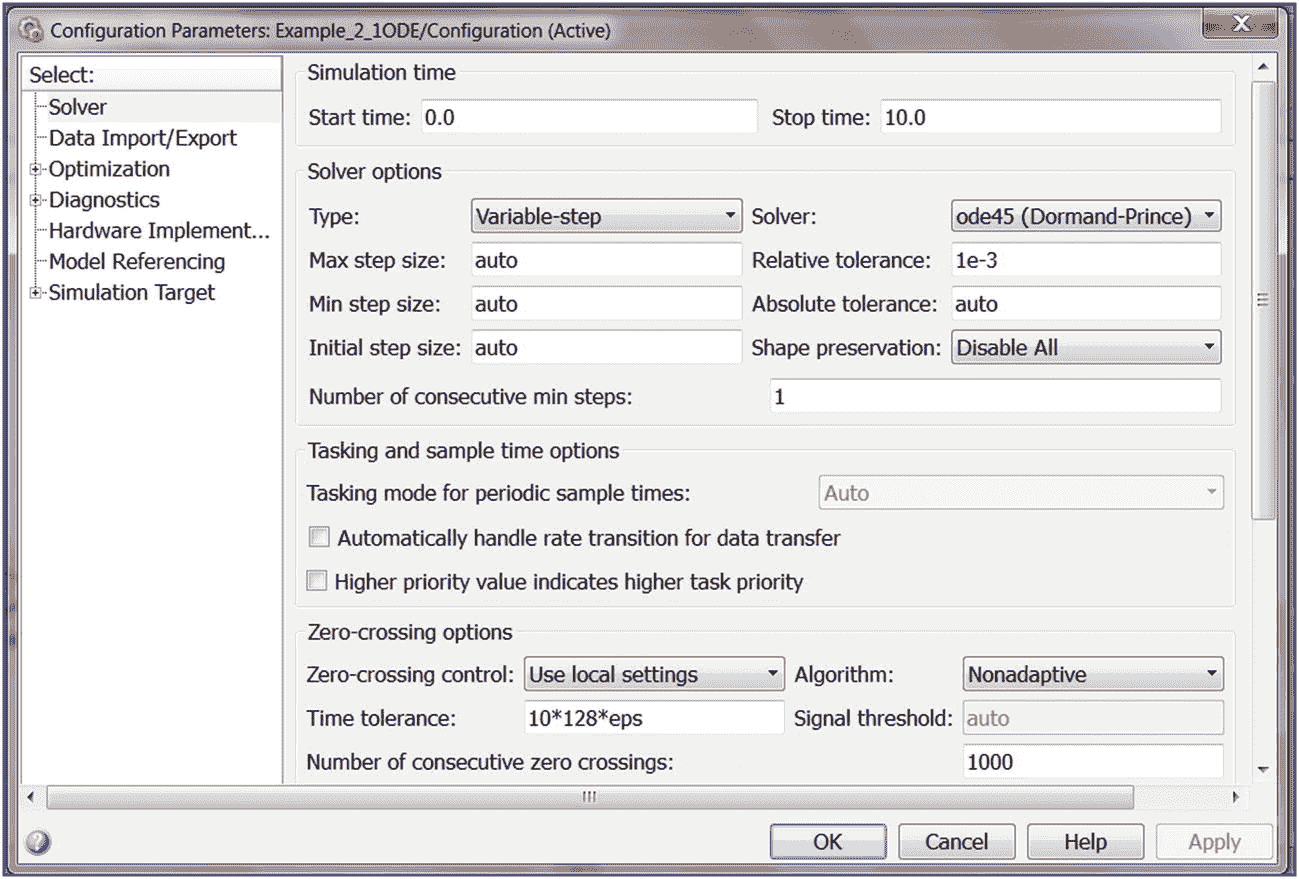 Configuration Parameters: Example_2_1ODE/Configuration (Active)
Select:
Solver
Data Import/Export
Optimization
Diagnostics
Hardware Implement...
Model Referencing
Simulation Target
Simulation time
Start time: 0.0 Stop time: 10.0
Solver options
Type: Variable-step Solver: ode45 (Dormand-Prince)
Max step size: auto Relative tolerance: 1e-3
Min step size: auto Absolute tolerance: auto
Initial step size: auto Shape preservation: Disable All
Number of consecutive min steps: 1
Tasking and sample time options
Tasking mode for periodic sample times: Auto
Automatically handle rate transition for data transfer
Higher priority value indicates higher task priority
Zero-crossing options
Zero-crossing control: Use local settings Algorithm: Nonadaptive
Time tolerance: 10*128*eps Signal threshold: auto
Number of consecutive zero crossings: 1000
OK Cancel Help Apply